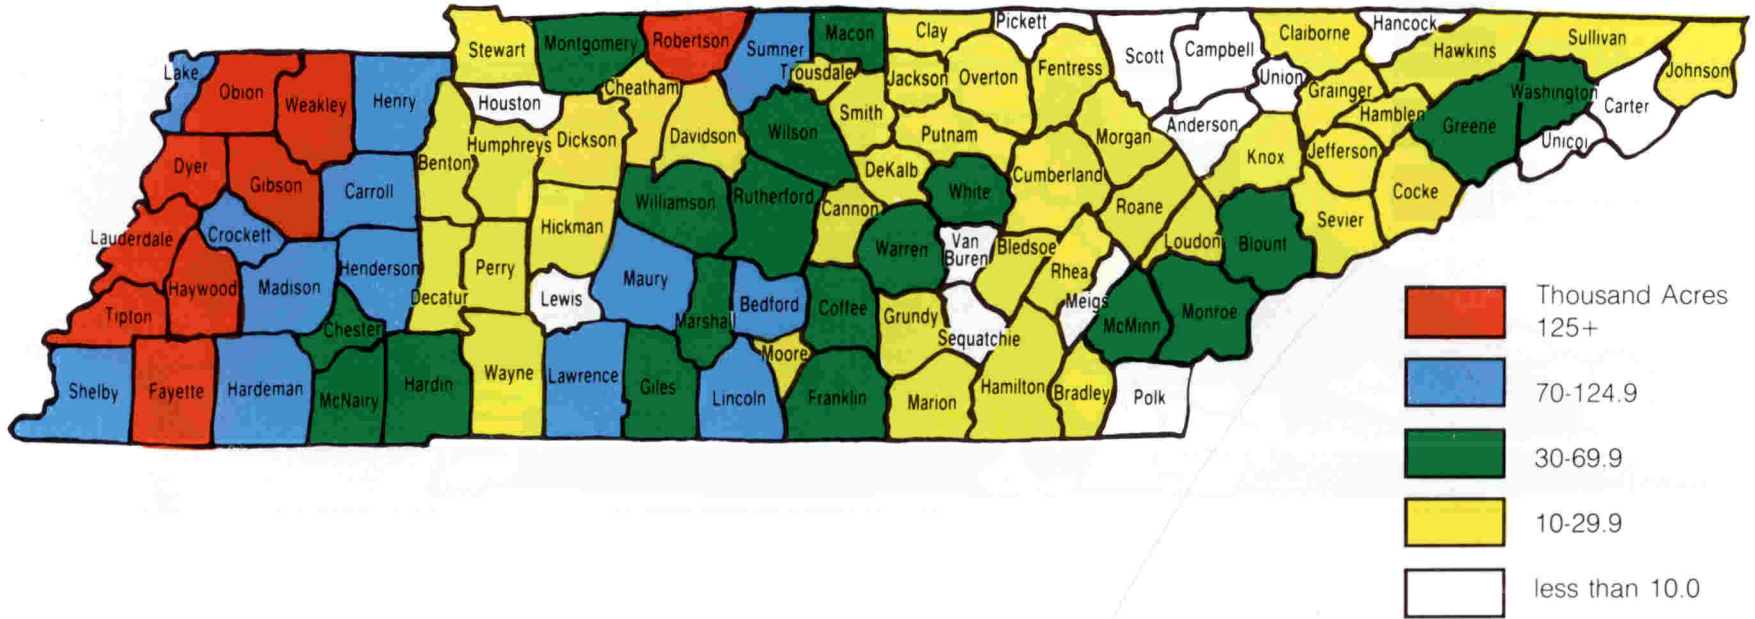 Pickett
Hancock
Stewart
Montgomery
Robertson
Sumner
Macon
Clay
Scott
Campbell
Claiborne
Hawkins
Sullivan
Johnson
Lake
Obion
Weakley
Henry
Houston
Cheatham
Trousdale
Jackson
Overton
Fentress
Union
Grainger
Hamblen
Washington
Carter
Unicoi
Greene
Dyer
Gibson
Carroll
Benton
Humphreys
Dickson
Davidson
Wilson
Smith
Putnam
Morgan
Anderson
Knox
Jefferson
Cocke
Lauderdale
Crockett
Hickman
Williamson
Rutherford
Cannon
DeKalb
White
Cumberland
Roane
Loudon
Blount
Sevier
Tipton
Haywood
Madison
Henderson
Decatur
Perry
Lewis
Maury
Marshall
Bedford
Coffee
Warren
Van
Buren
Bledsoe
Rhea
Meigs
McMinn
Monroe
Chester
Moore
Grundy
Sequatchie
Shelby
Fayette
Hardeman
McNairy
Hardin
Wayne
Lawrence
Giles
Lincoln
Franklin
Marion
Hamilton
Bradley
Polk
Thousand Acres
125+
70-124.9
30-69.9
10-29.9
less than 10.0